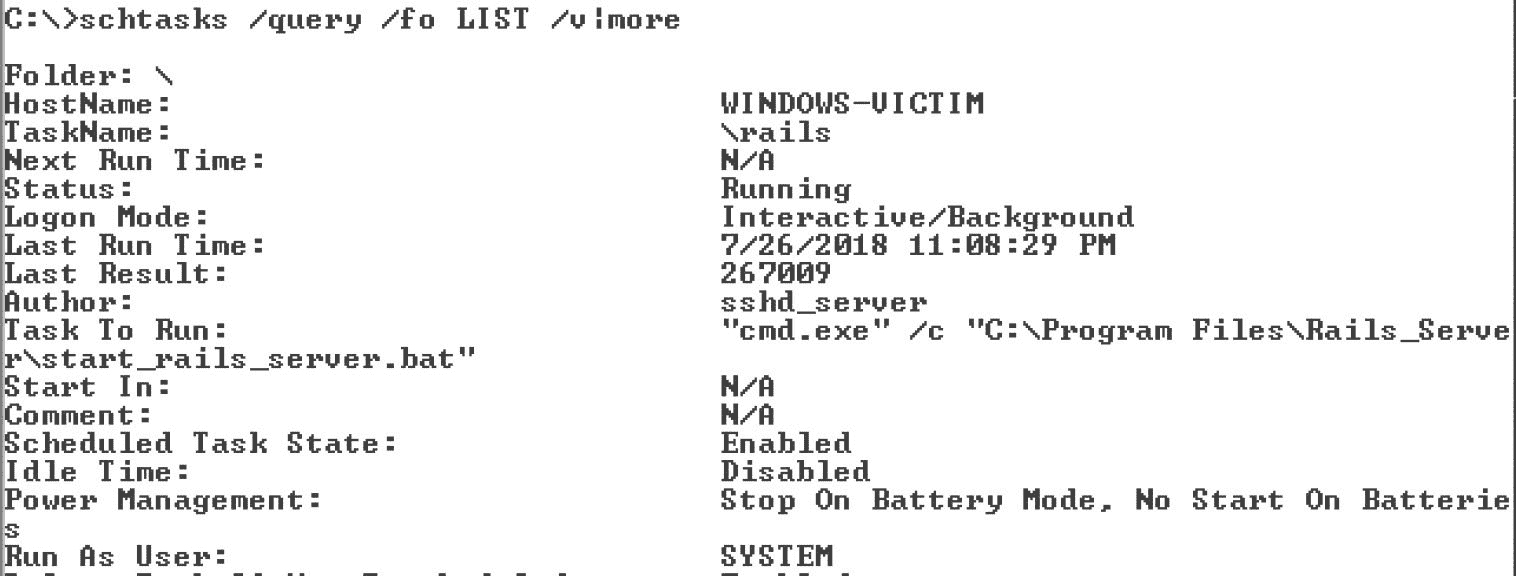 C:\>schtasks /query /fo LIST /v|more
Folder: \
HostName: WINDOWS-VICTIM
TaskName: \rails
Next Run Time: N/A
Status: Running
Logon Mode: Interactive/Background
Last Run Time: 7/26/2018 11:08:29 PM
Last Result: 267009
Author: sshd_server
Task To Run: "cmd.exe" /c "C:\Program Files\Rails_Serve
r\start_rails_server.bat"
Start In: N/A
Comment: N/A
Scheduled Task State: Enabled
Idle Time: Disabled
Power Management: Stop On Battery Mode, No Start On Batterie
s
Run As User: SYSTEM